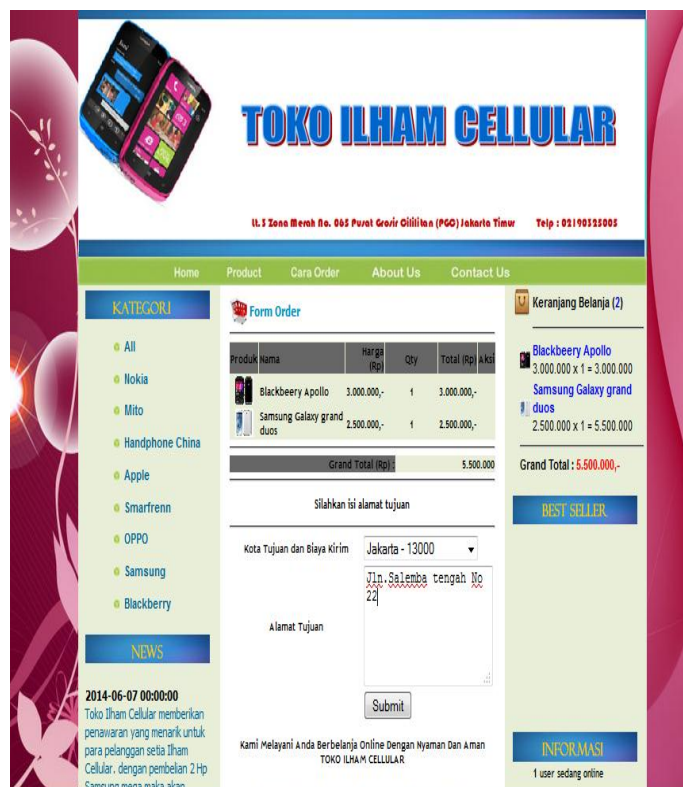 TOKO ILHAM CELLULAR
Lt.3 Zona Merah No. 065 Pusat Grosir Cililitan (PGC) Jakarta Timur Telp : 02190525005
Home Product Cara Order About Us Contact Us
KATEGORI
All
Nokia
Mito
Handphone China
Apple
Smarfrenn
OPPO
Samsung
Blackberry
NEWS
2014-06-07 00:00:00
Toko Ilham Cellular memberikan
penawaran yang menarik untuk
para pelanggan setia Ilham
Cellular. dengan pembelian 2 Hp
Samsung mega maka akan
Form Order
Produk Nama Harga (Rp) Qty Total (Rp) Aksi
Blackbeery Apollo 3.000.000,- 1 3.000.000,-
Samsung Galaxy grand duos 2.500.000,- 1 2.500.000,-
Grand Total (Rp) : 5.500.000
Silahkan isi alamat tujuan
Kota Tujuan dan Biaya Kirim Jakarta - 13000
Alamat Tujuan
Jln.Salemba tengah No
22
Submit
Kami Melayani Anda Berbelanja Online Dengan Nyaman Dan Aman
TOKO ILHAM CELLULAR
Keranjang Belanja (2)
Blackbeery Apollo
3.000.000 x 1 = 3.000.000
Samsung Galaxy grand
duos
2.500.000 x 1 = 5.500.000
Grand Total : 5.500.000,-
BEST SELLER
INFORMASI
1 user sedang online